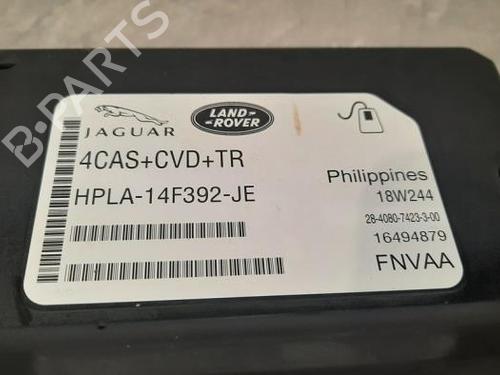 B-PARTS
JAGUAR
LAND-
ROVER
4CAS+CVD+TR
HPLA-14F392-JE
Philippines
18W244
28-4080-7423-3-00
16494879
FNVAA